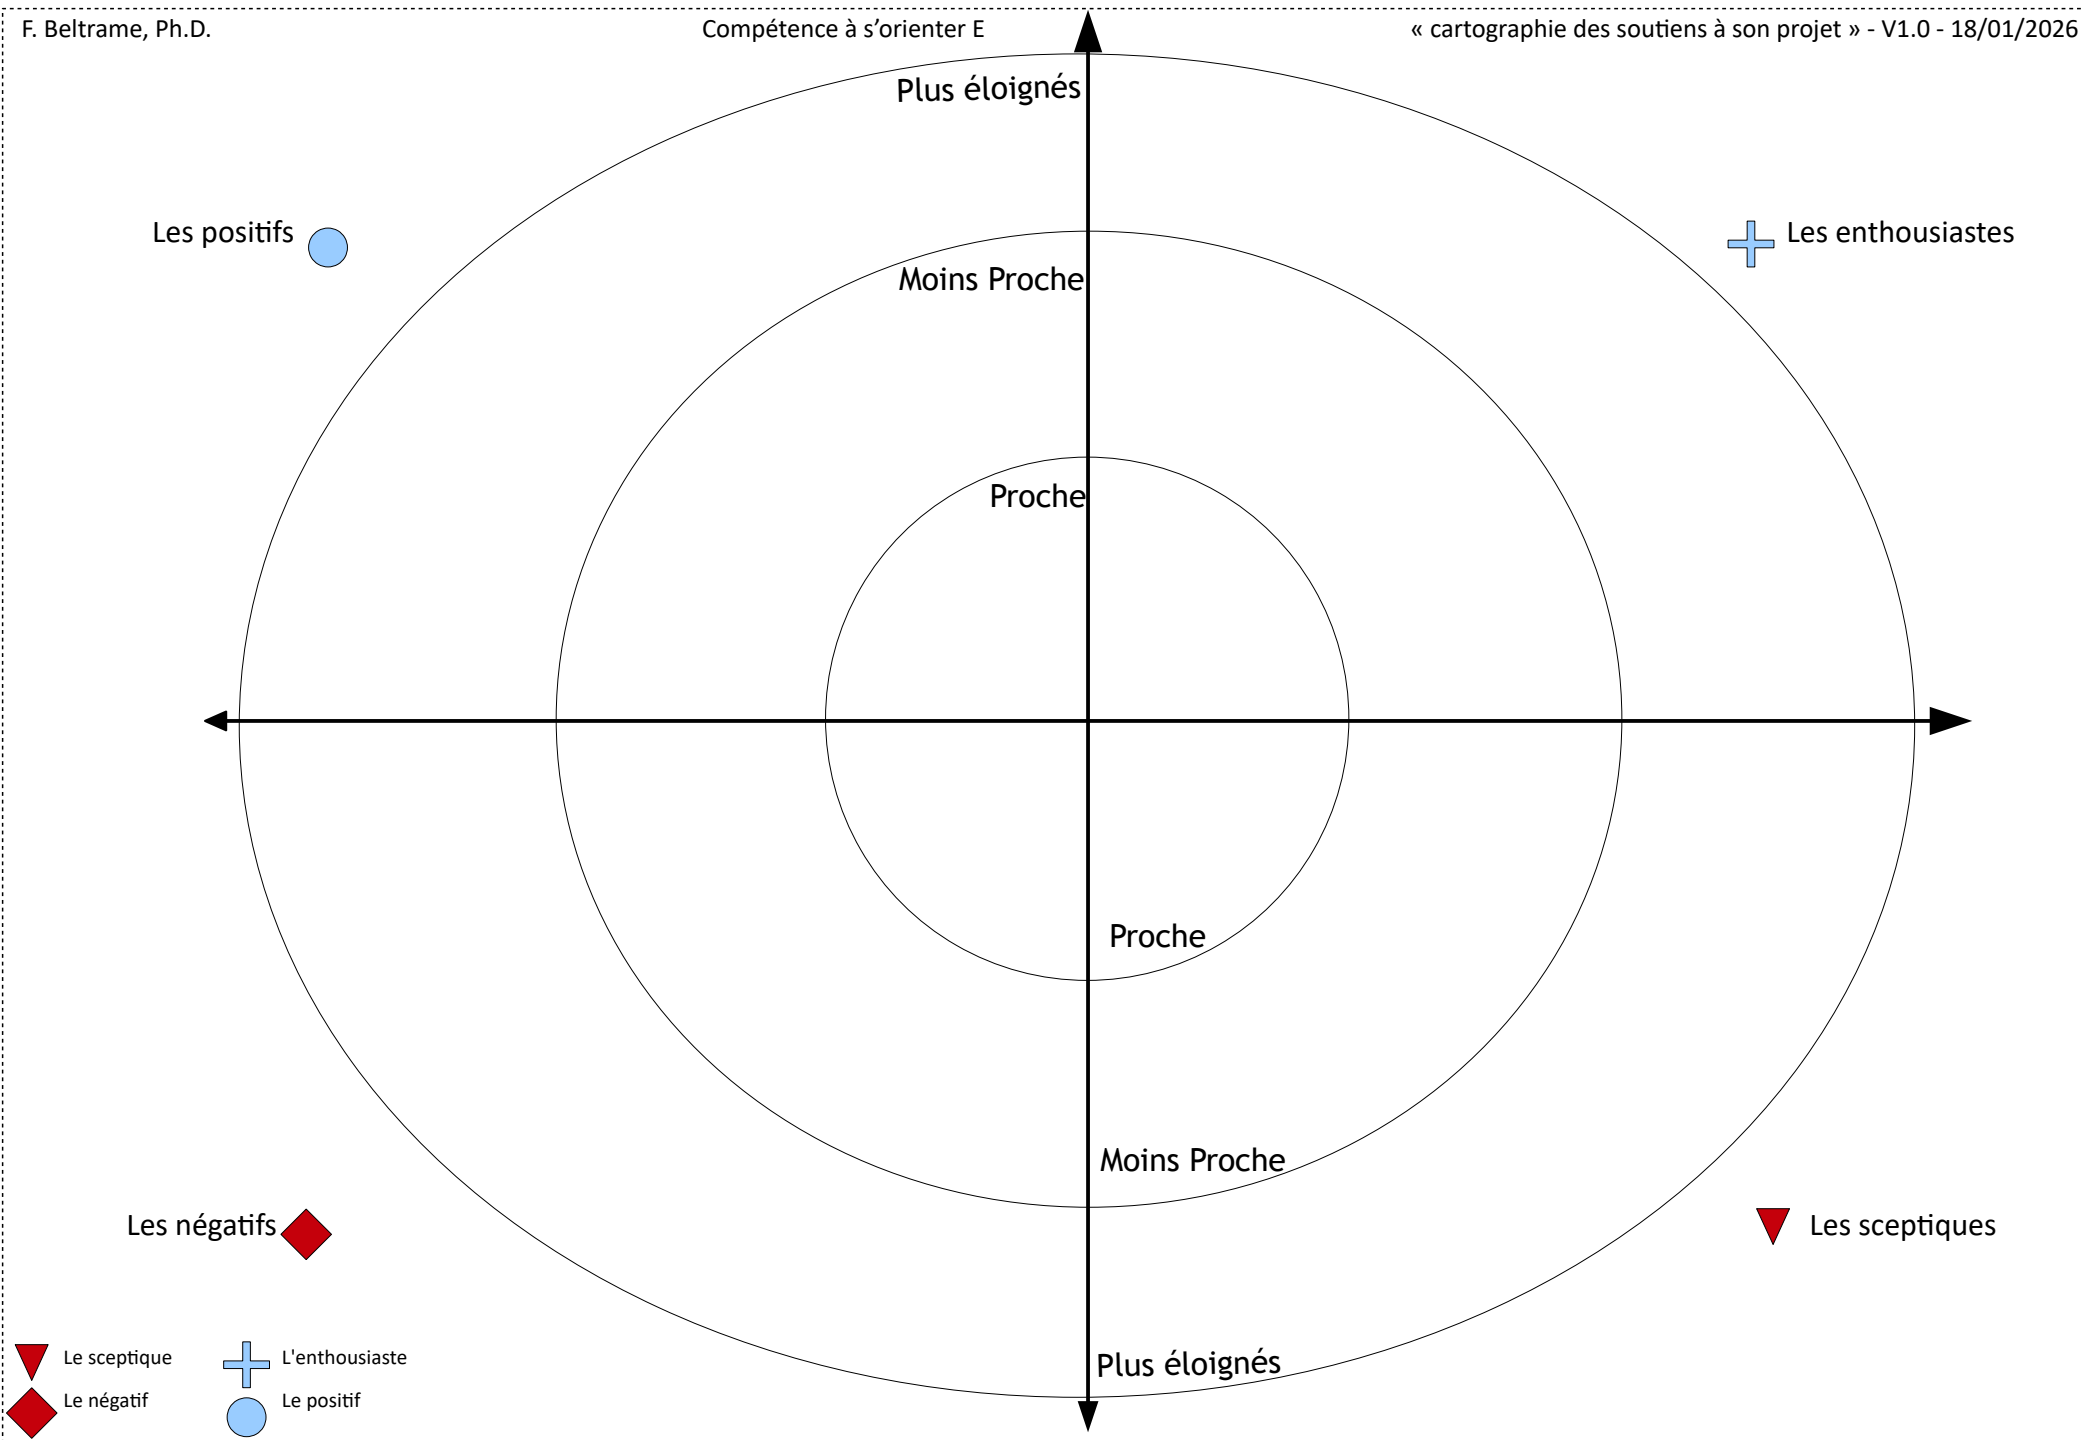 F. Beltrame, Ph.D.
Compétence à s’orienter E
« cartographie des soutiens à son projet » - V1.0 - 18/01/2026
Plus éloignés
Les positifs
Les enthousiastes
Moins Proche
Proche
Proche
Moins Proche
Les négatifs
Les sceptiques
Plus éloignés
Le sceptique
L'enthousiaste
Le négatif
Le positif